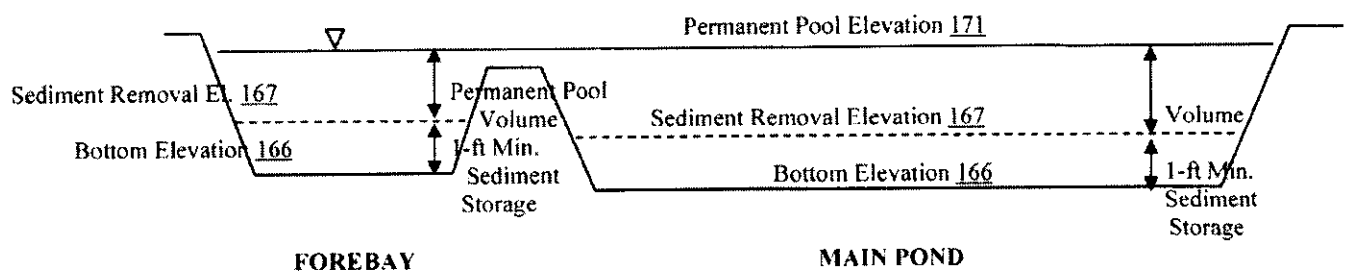 Permanent Pool Elevation 171
Sediment Removal El. 167
Permanent Pool
Volume
Sediment Removal Elevation 167
Volume
Bottom Elevation 166
1-ft Min.
Sediment
Storage
Bottom Elevation 166
1-ft Min.
Sediment
Storage
FOREBAY
MAIN POND